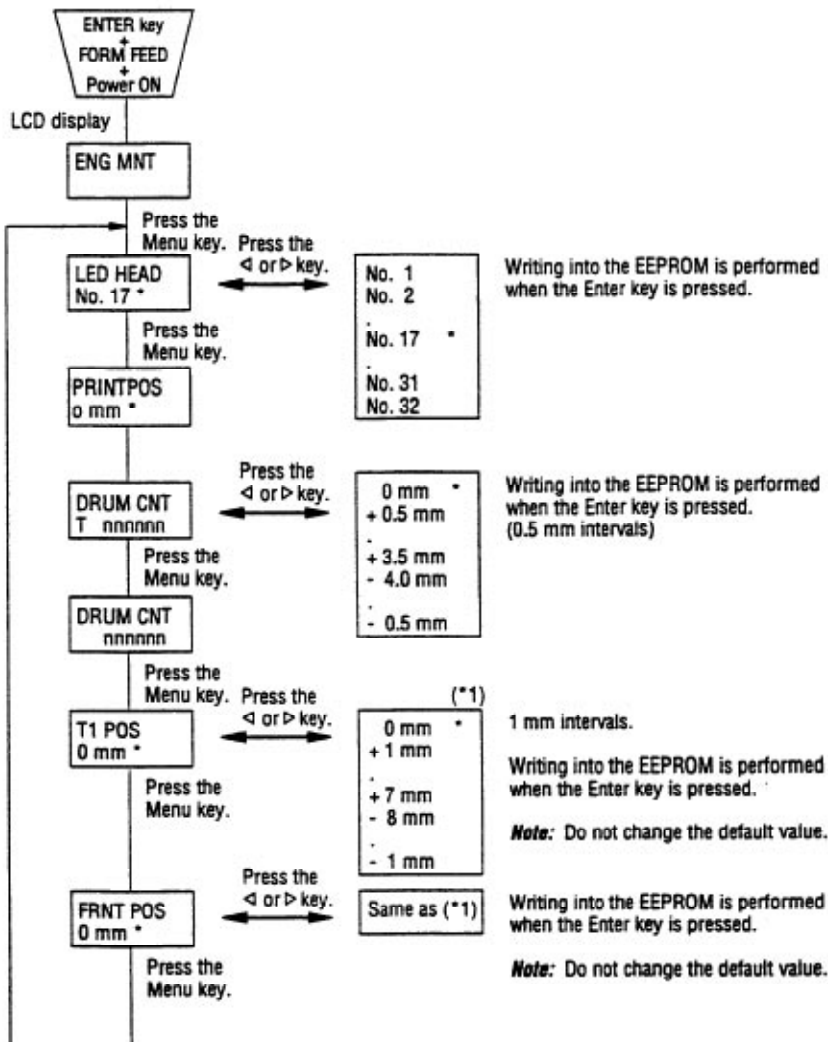 ENTER key
+
FORM FEED
+
Power ON
LCD display
ENG MNT
Press the
Menu key.
Press the
◁ or ▷ key.
LED HEAD
No. 17 *
No. 1
No. 2
.
No. 17 *
.
No. 31
No. 32
Writing into the EEPROM is performed
when the Enter key is pressed.
Press the
Menu key.
PRINTPOS
o mm *
Press the
◁ or ▷ key.
DRUM CNT
T nnnnnn
0 mm *
+ 0.5 mm
.
+ 3.5 mm
- 4.0 mm
.
- 0.5 mm
Writing into the EEPROM is performed
when the Enter key is pressed.
(0.5 mm intervals)
Press the
Menu key.
DRUM CNT
nnnnnn
Press the
Menu key.
Press the
◁ or ▷ key.
T1 POS
0 mm *
(*1)
0 mm *
+ 1 mm
.
+ 7 mm
- 8 mm
.
- 1 mm
1 mm intervals.
Writing into the EEPROM is performed
when the Enter key is pressed.
Note: Do not change the default value.
Press the
Menu key.
Press the
◁ or ▷ key.
FRNT POS
0 mm *
Same as (*1)
Writing into the EEPROM is performed
when the Enter key is pressed.
Note: Do not change the default value.
Press the
Menu key.